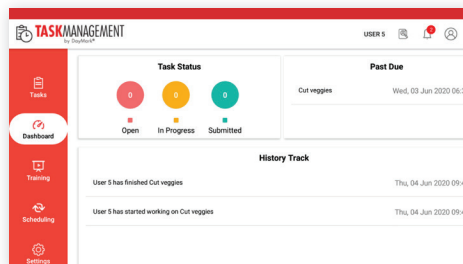 TASKMANAGEMENT
by DayMark®
USER 5
Task Status
Past Due
0
0
0
Cut veggies
Wed, 03 Jun 2020 06:
Open
In Progress
Submitted
History Track
User 5 has finished Cut veggies
Thu, 04 Jun 2020 09:
User 5 has started working on Cut veggies
Thu, 04 Jun 2020 09:
Tasks
Dashboard
Training
Scheduling
Settings